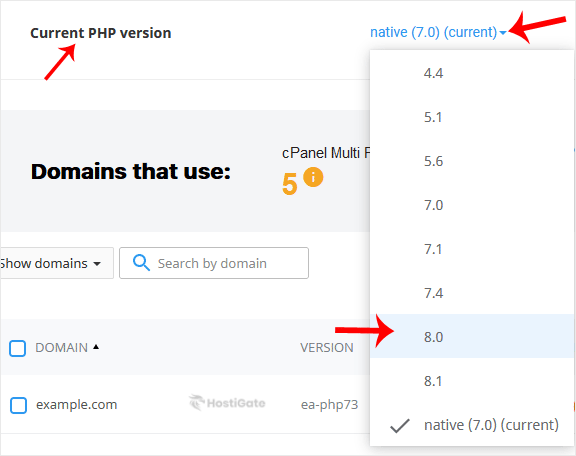 Current PHP version
native (7.0) (current)
4.4
5.1
5.6
7.0
7.1
7.4
8.0
8.1
native (7.0) (current)
Domains that use:
cPanel Multi
5
Show domains
Search by domain
DOMAIN
VERSION
example.com
HostiGate
ea-php73